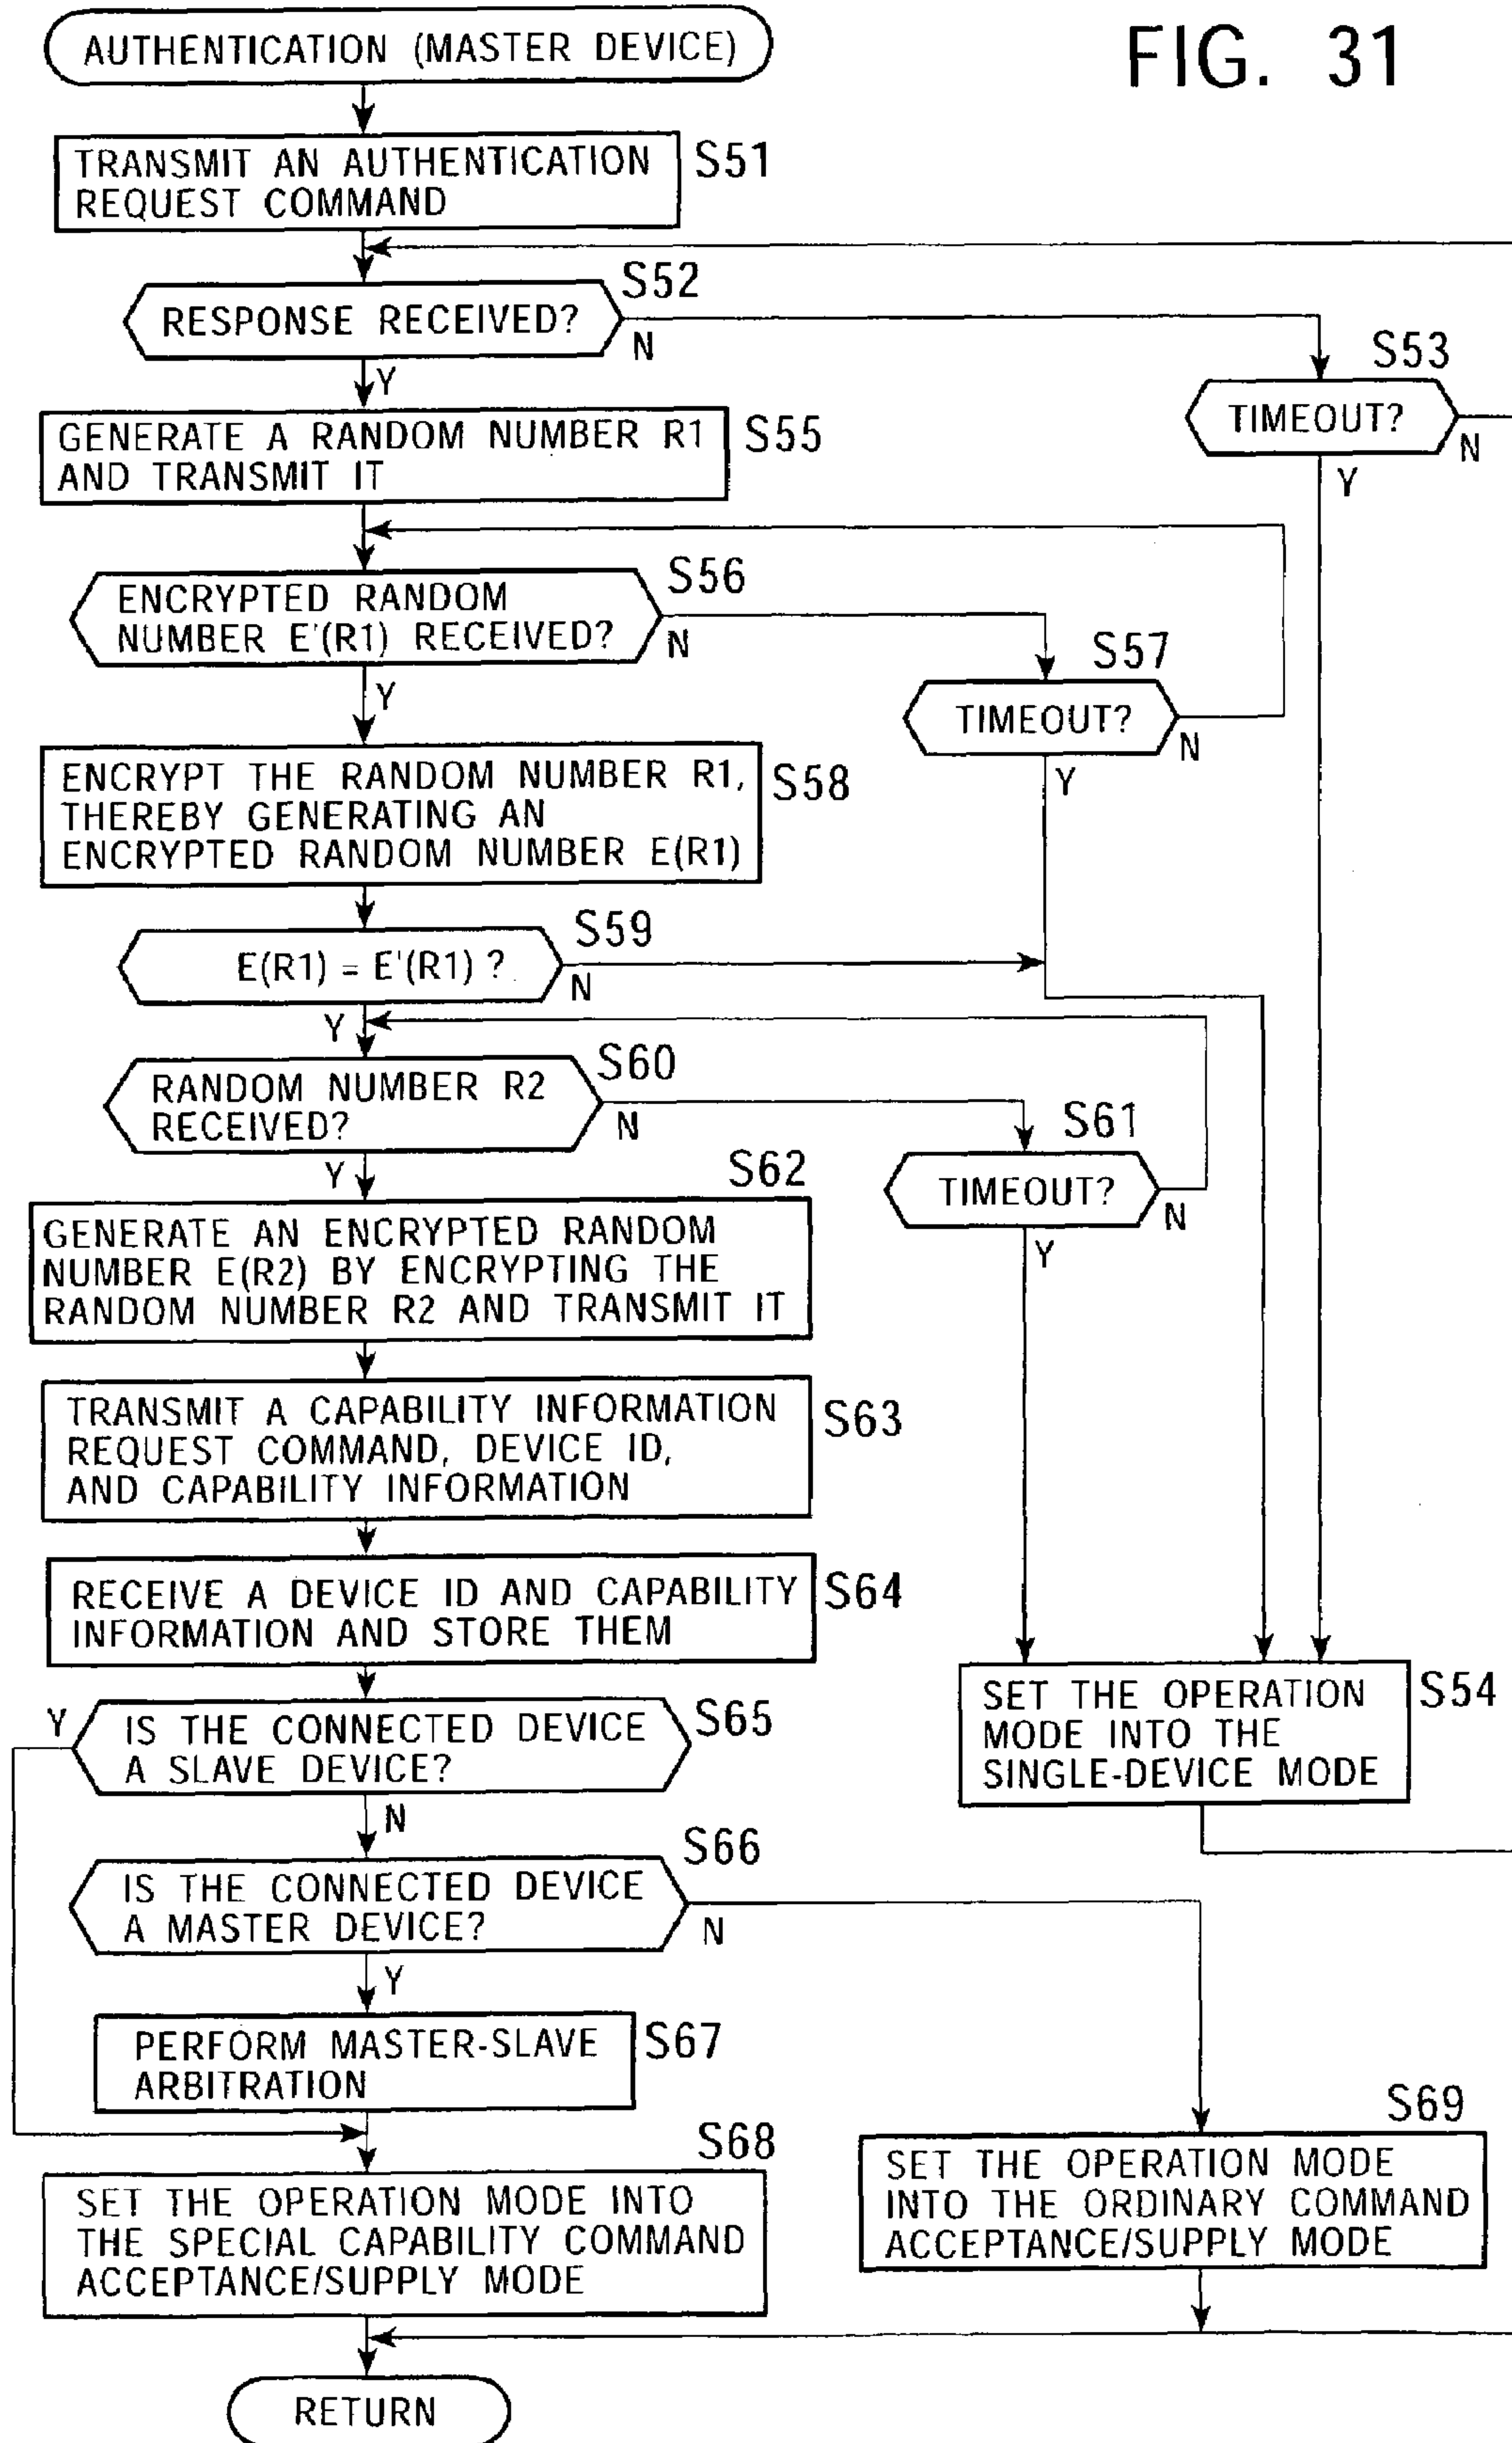 FIG. 31
AUTHENTICATION (MASTER DEVICE)
TRANSMIT AN AUTHENTICATION
REQUEST COMMAND
S51
RESPONSE RECEIVED?
S52
N
Y
S53
TIMEOUT?
N
Y
GENERATE A RANDOM NUMBER R1
AND TRANSMIT IT
S55
ENCRYPTED RANDOM
NUMBER E'(R1) RECEIVED?
S56
N
Y
S57
TIMEOUT?
N
Y
ENCRYPT THE RANDOM NUMBER R1,
THEREBY GENERATING AN
ENCRYPTED RANDOM NUMBER E(R1)
S58
E(R1) = E'(R1) ?
S59
N
Y
RANDOM NUMBER R2
RECEIVED?
S60
N
Y
S61
TIMEOUT?
N
Y
S62
GENERATE AN ENCRYPTED RANDOM
NUMBER E(R2) BY ENCRYPTING THE
RANDOM NUMBER R2 AND TRANSMIT IT
TRANSMIT A CAPABILITY INFORMATION
REQUEST COMMAND, DEVICE ID,
AND CAPABILITY INFORMATION
S63
RECEIVE A DEVICE ID AND CAPABILITY
INFORMATION AND STORE THEM
S64
SET THE OPERATION
MODE INTO THE
SINGLE-DEVICE MODE
S54
Y
IS THE CONNECTED DEVICE
A SLAVE DEVICE?
S65
N
IS THE CONNECTED DEVICE
A MASTER DEVICE?
S66
N
Y
PERFORM MASTER-SLAVE
ARBITRATION
S67
S68
SET THE OPERATION MODE INTO
THE SPECIAL CAPABILITY COMMAND
ACCEPTANCE/SUPPLY MODE
S69
SET THE OPERATION MODE
INTO THE ORDINARY COMMAND
ACCEPTANCE/SUPPLY MODE
RETURN